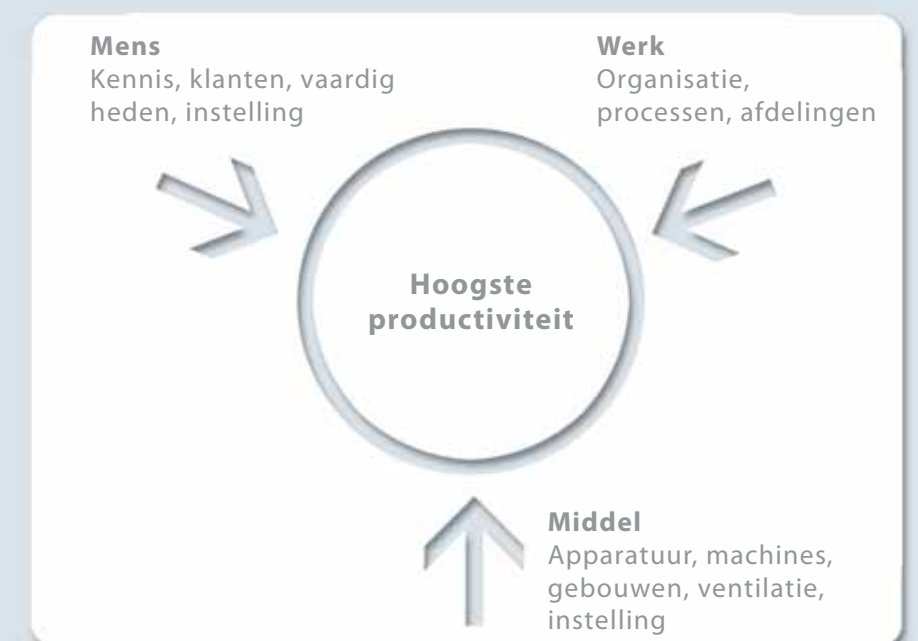 Mens
Kennis, klanten, vaardig
heden, instelling
Werk
Organisatie,
processen, afdelingen
Hoogste
productiviteit
Middel
Apparatuur, machines,
gebouwen, ventilatie,
instelling